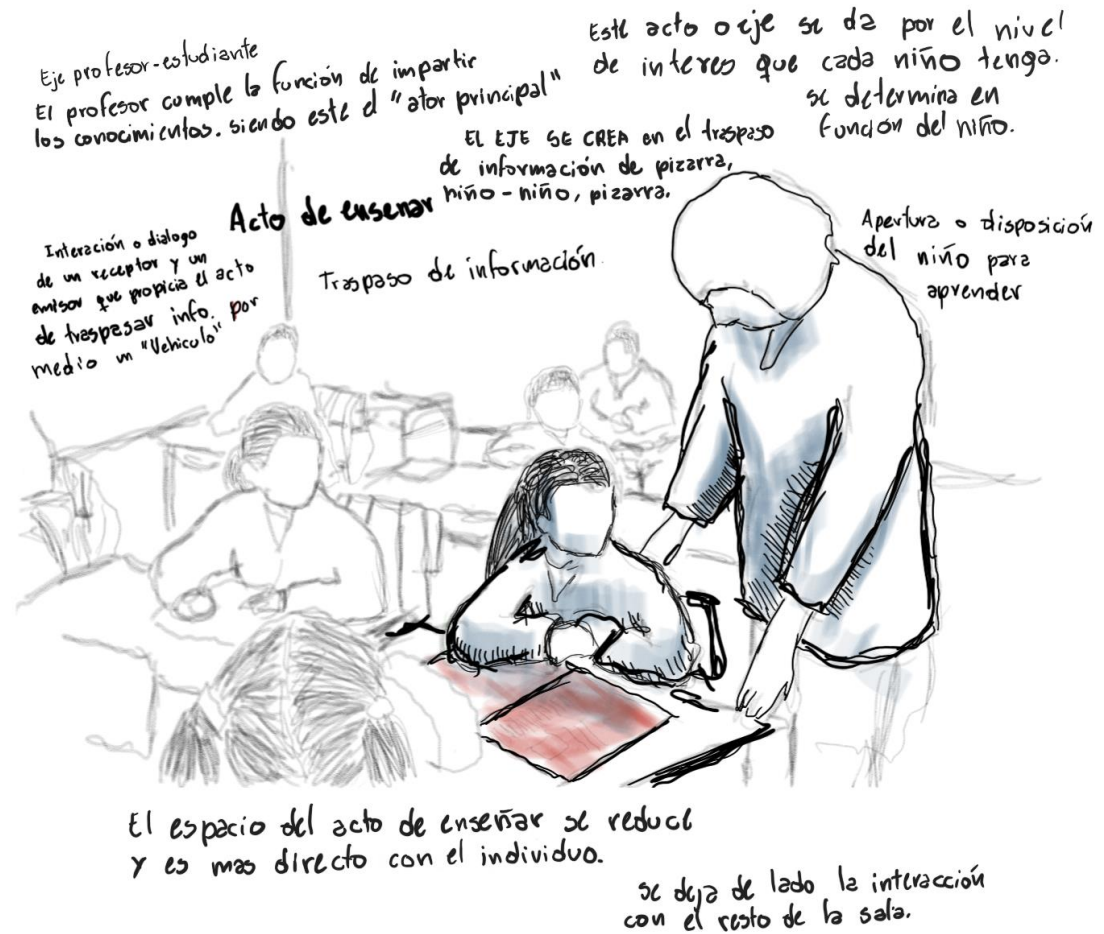 Eje profesor-estudiante
El profesor cumple la función de impartir
los conocimientos. siendo este el "ator principal"
Este acto o eje se da por el nivel
de interes que cada niño tenga.
se determina en
función del niño.
EL EJE SE CREA en el traspaso
de información de pizarra,
niño-niño, pizarra.
Acto de enseñar
Interación o dialogo
de un receptor y un
emisor que propicia el acto
de traspasar info. por
medio un "Vehiculo"
Traspaso de información.
Apertura o disposición
del niño para
aprender
El espacio del acto de enseñar se reduce
y es mas directo con el individuo.
se deja de lado la interacción
con el resto de la sala.